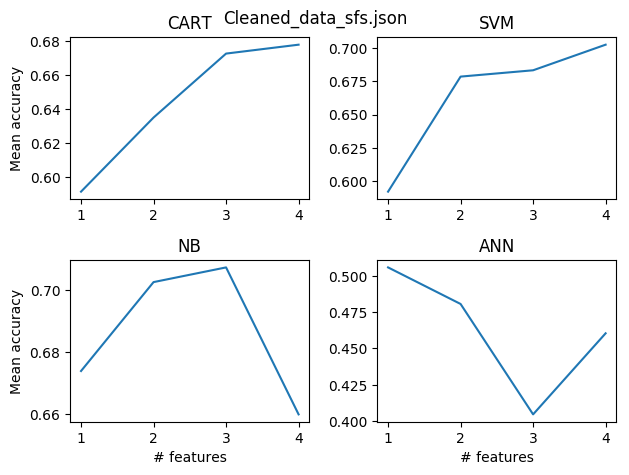 Cleaned_data_sfs.json
CART
SVM
Mean accuracy
0.68
0.66
0.64
0.62
0.60
1 2 3 4
0.700
0.675
0.650
0.625
0.600
1 2 3 4
NB
ANN
Mean accuracy
0.70
0.68
0.66
1 2 3 4
# features
0.500
0.475
0.450
0.425
0.400
1 2 3 4
# features